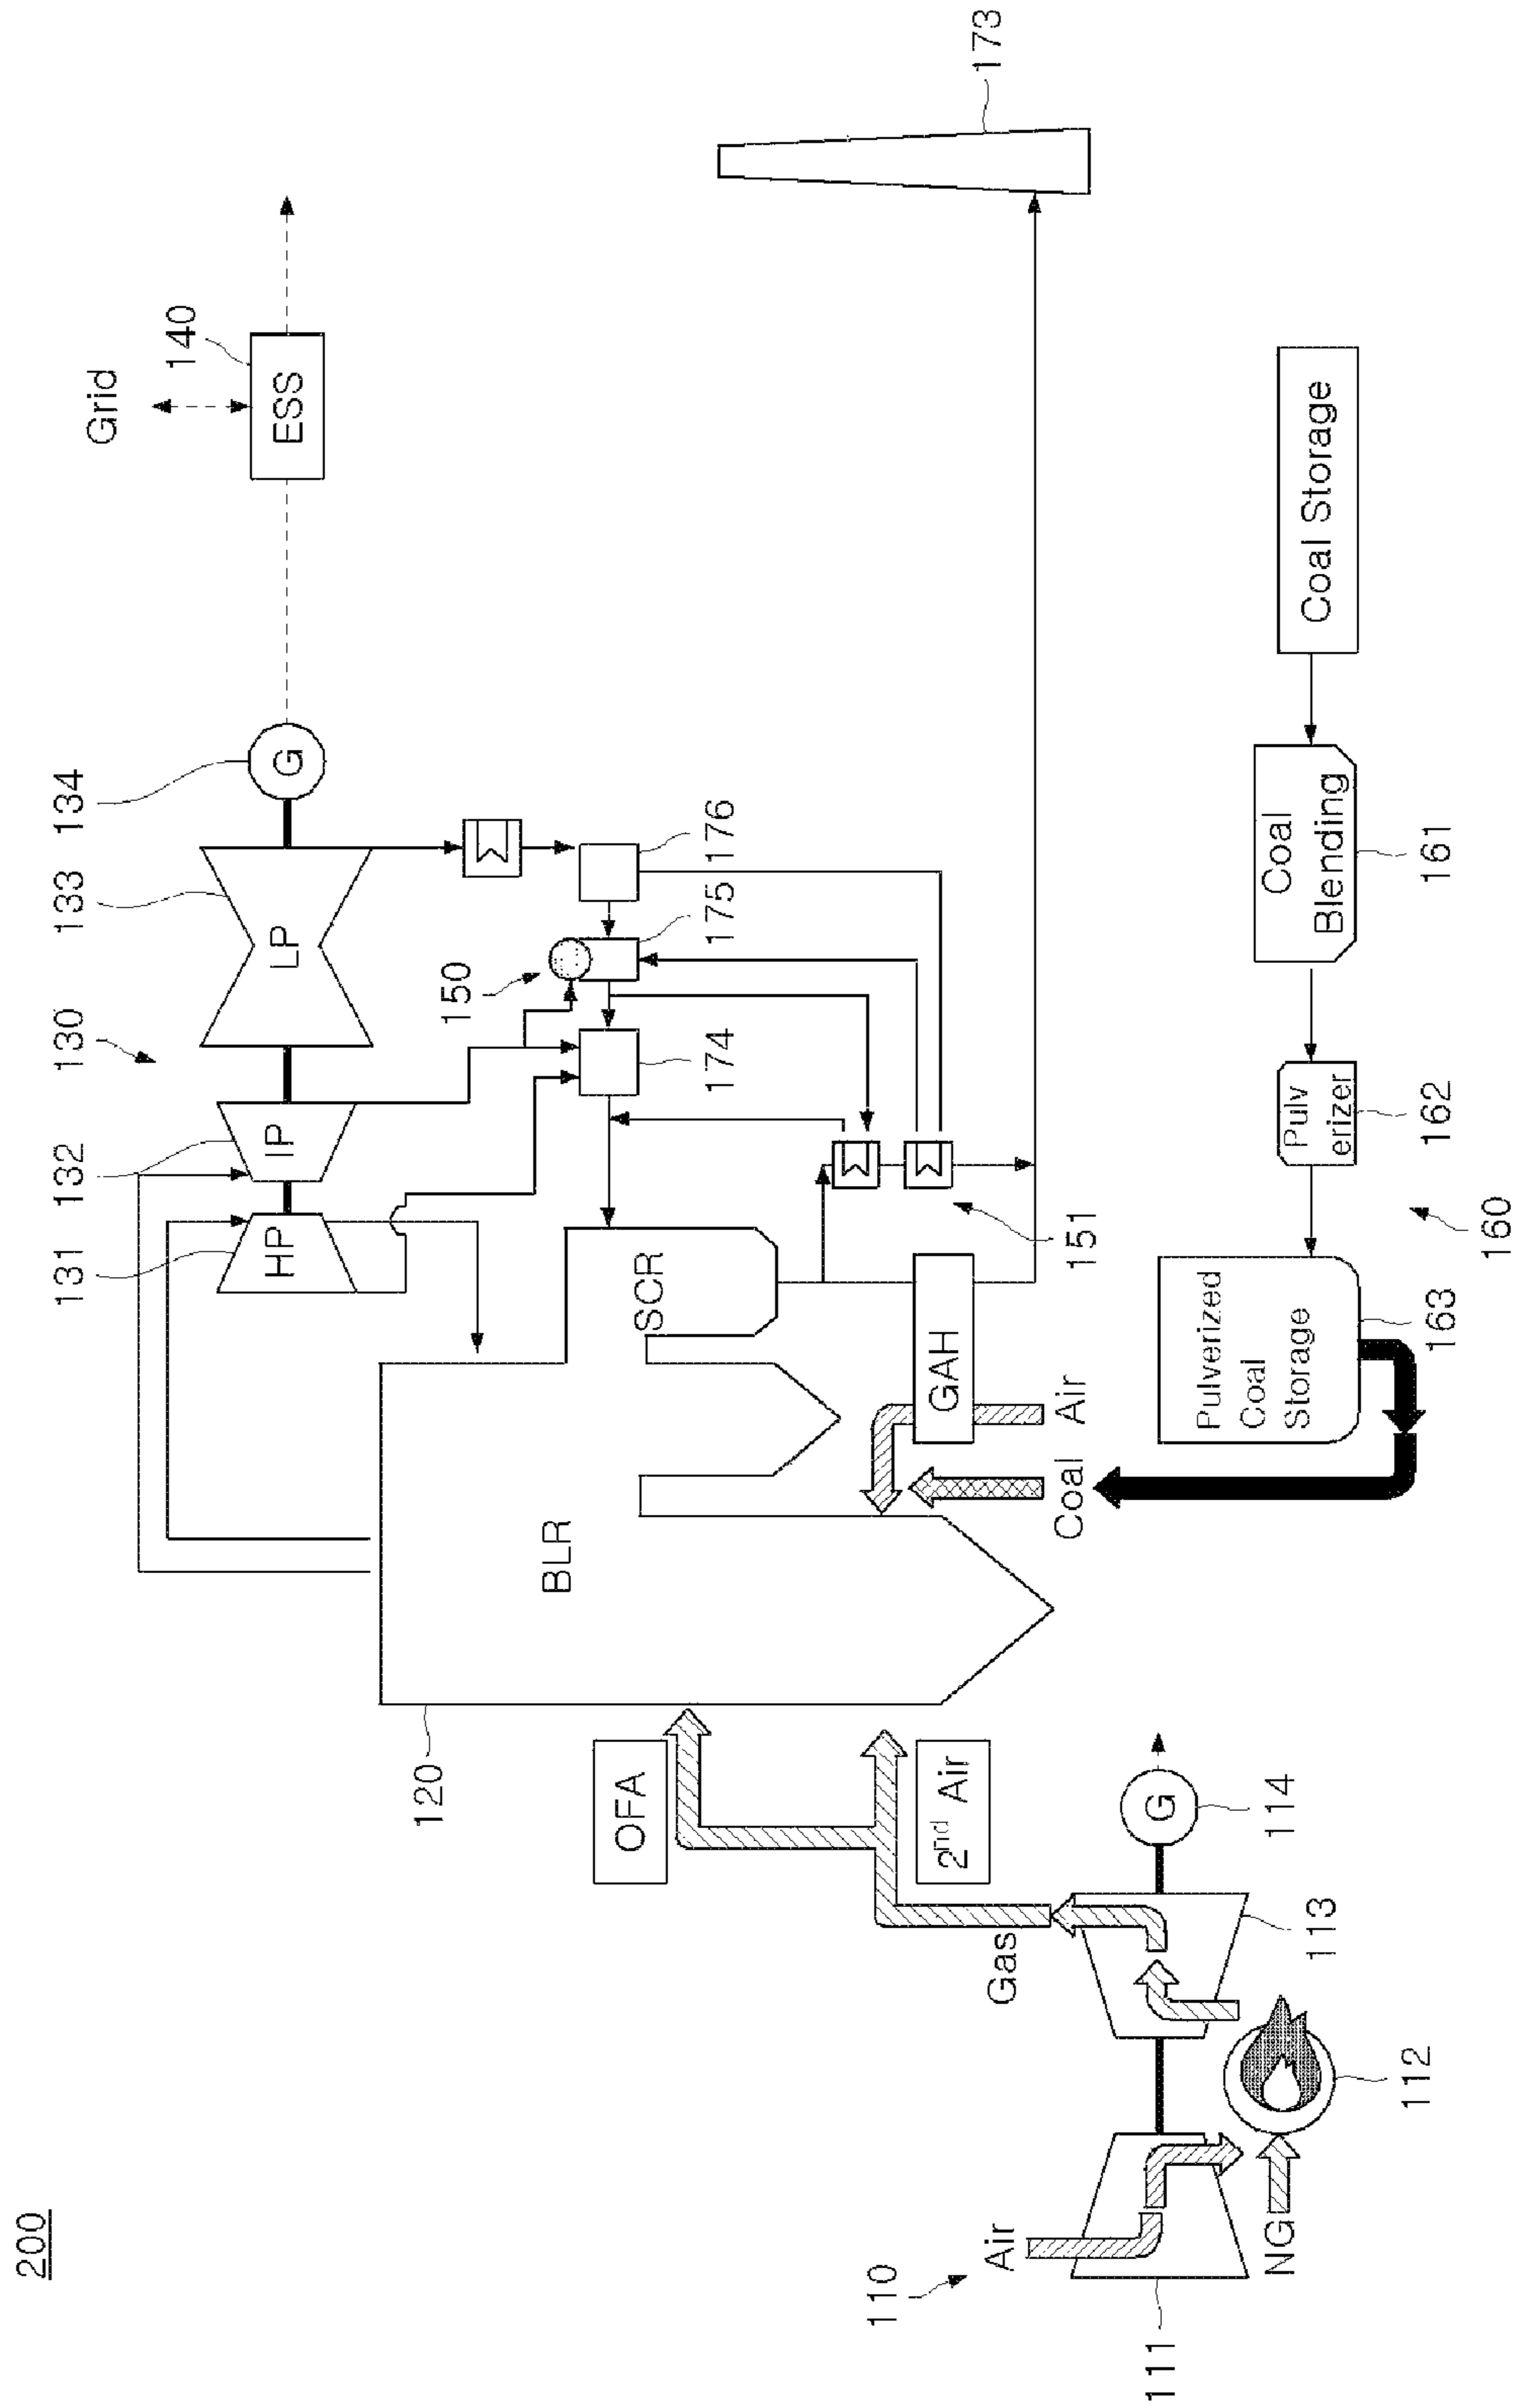 200
131
132
130
133
134
Grid
140
HP
IP
LP
G
ESS
120
150
BLR
OFA
SCR
174
175
176
110
2nd Air
GAH
173
Air
Gas
Coal
Air
151
111
G
NG
114
113
112
Pulverized
Coal
Storage
Pulv
erizer
Coal
Blending
Coal Storage
163
162
161
160